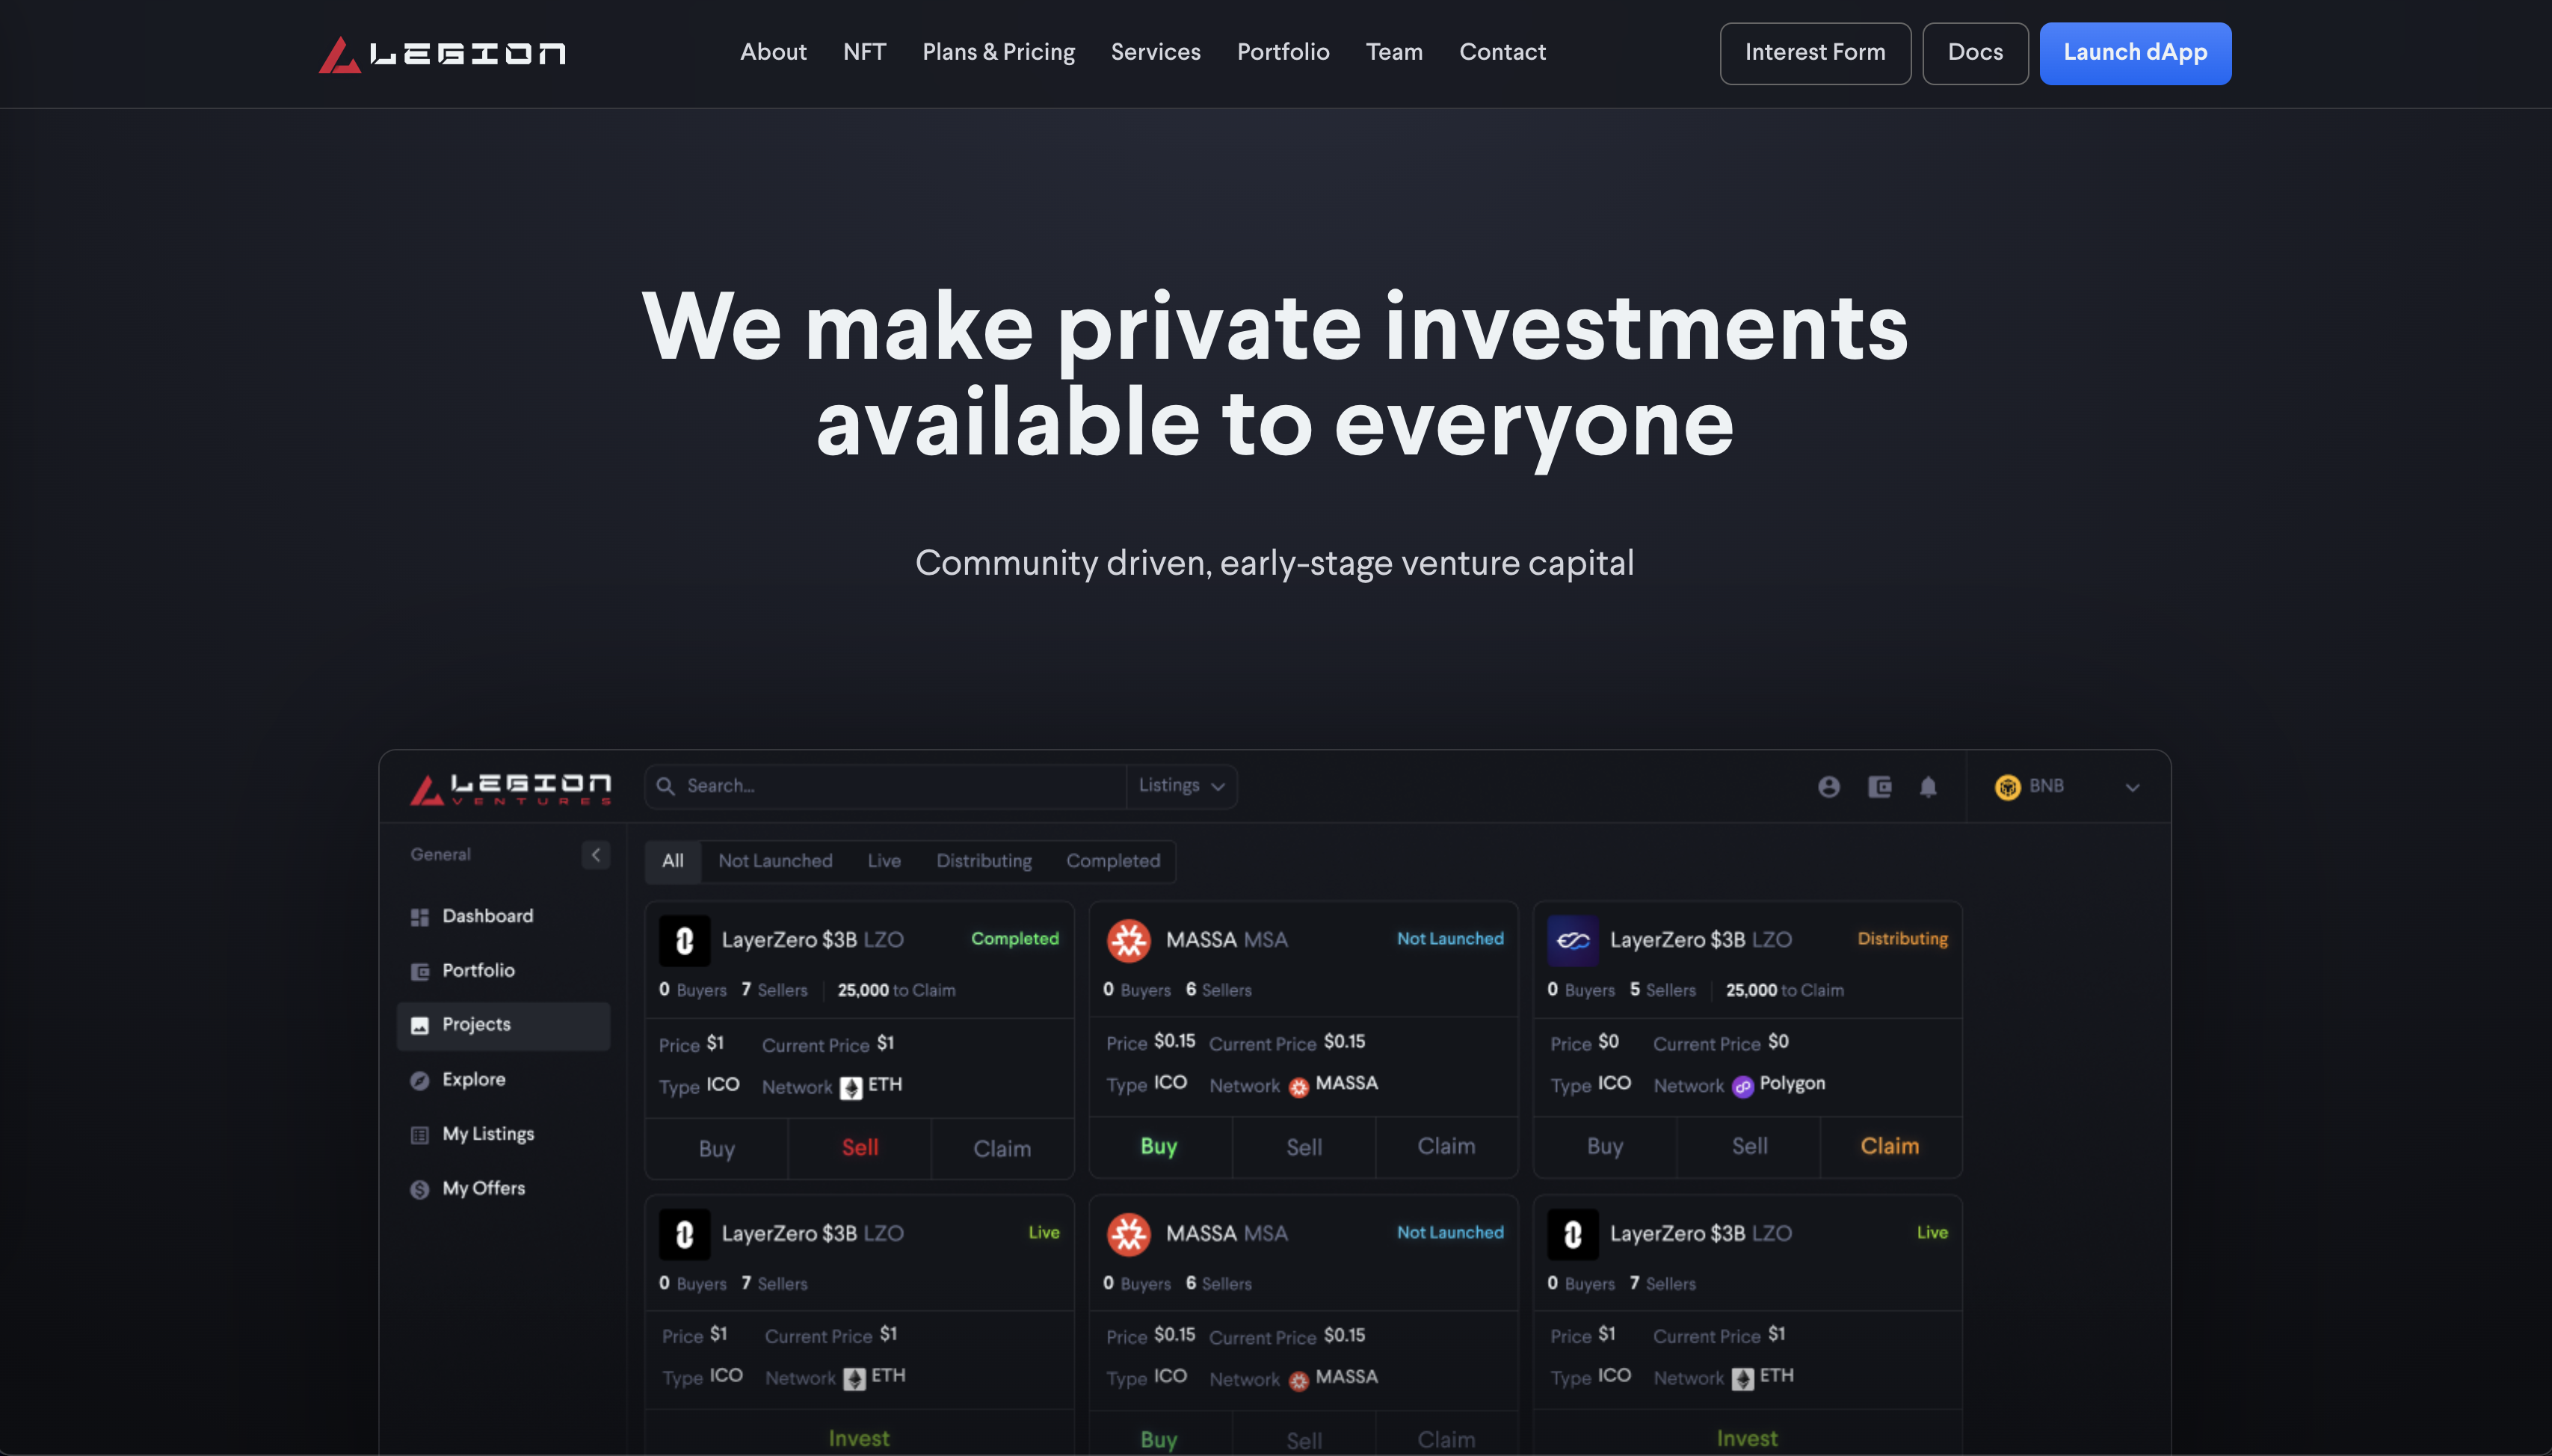 LEGION
About NFT Plans & Pricing Services Portfolio Team Contact
Interest Form Docs Launch dApp
We make private investments
available to everyone
Community driven, early-stage venture capital
LEGION
VENTURES
Search...
Listings
BNB
General
Dashboard
Portfolio
Projects
Explore
My Listings
My Offers
All Not Launched Live Distributing Completed
LayerZero $3B LZO Completed
0 Buyers 7 Sellers 25,000 to Claim
Price $1 Current Price $1
Type ICO Network ETH
Buy Sell Claim
MASSA MSA Not Launched
0 Buyers 6 Sellers
Price $0.15 Current Price $0.15
Type ICO Network MASSA
Buy Sell Claim
LayerZero $3B LZO Distributing
0 Buyers 5 Sellers 25,000 to Claim
Price $0 Current Price $0
Type ICO Network Polygon
Buy Sell Claim
LayerZero $3B LZO Live
0 Buyers 7 Sellers
Price $1 Current Price $1
Type ICO Network ETH
Invest
MASSA MSA Not Launched
0 Buyers 6 Sellers
Price $0.15 Current Price $0.15
Type ICO Network MASSA
Buy Sell Claim
LayerZero $3B LZO Live
0 Buyers 7 Sellers
Price $1 Current Price $1
Type ICO Network ETH
Invest